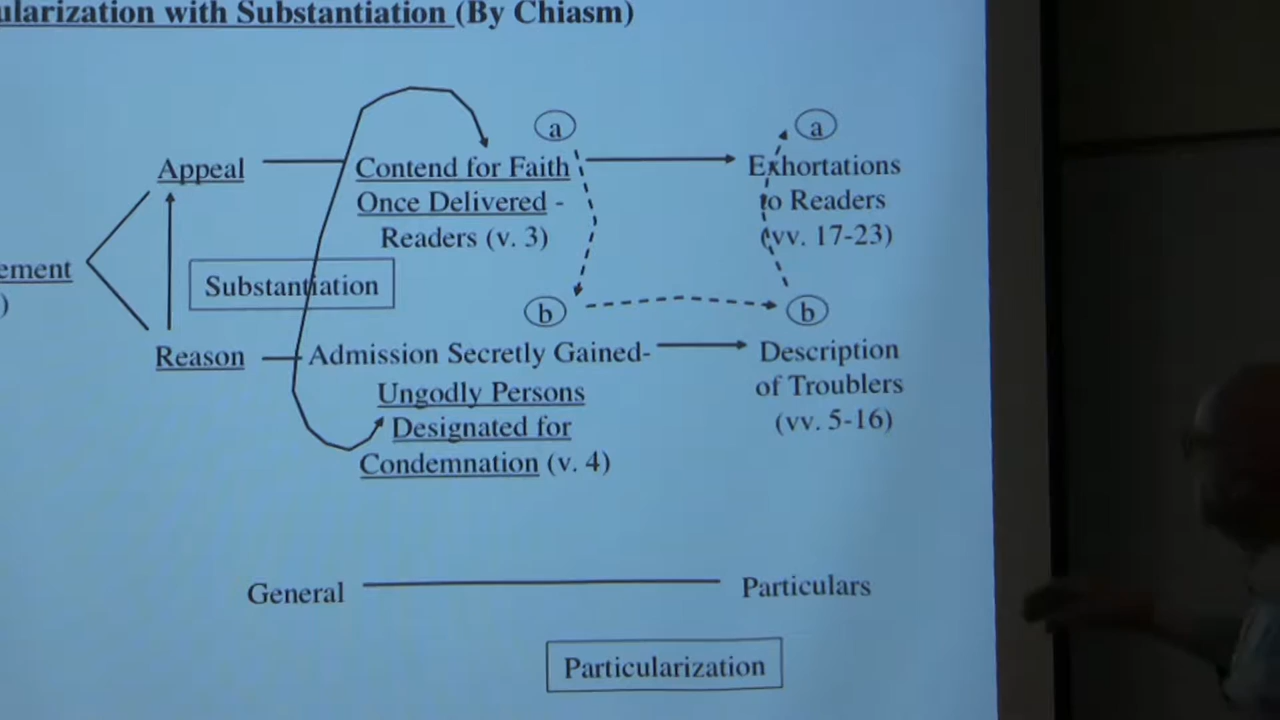 ularization with Substantiation (By Chiasm)
a
a
Appeal
Contend for Faith
Exhortations
Once Delivered -
to Readers
Readers (v. 3)
(vv. 17-23)
ement
)
Substantiation
b
b
Reason
Admission Secretly Gained-
Description
Ungodly Persons
of Troublers
Designated for
(vv. 5-16)
Condemnation (v. 4)
General
Particulars
Particularization